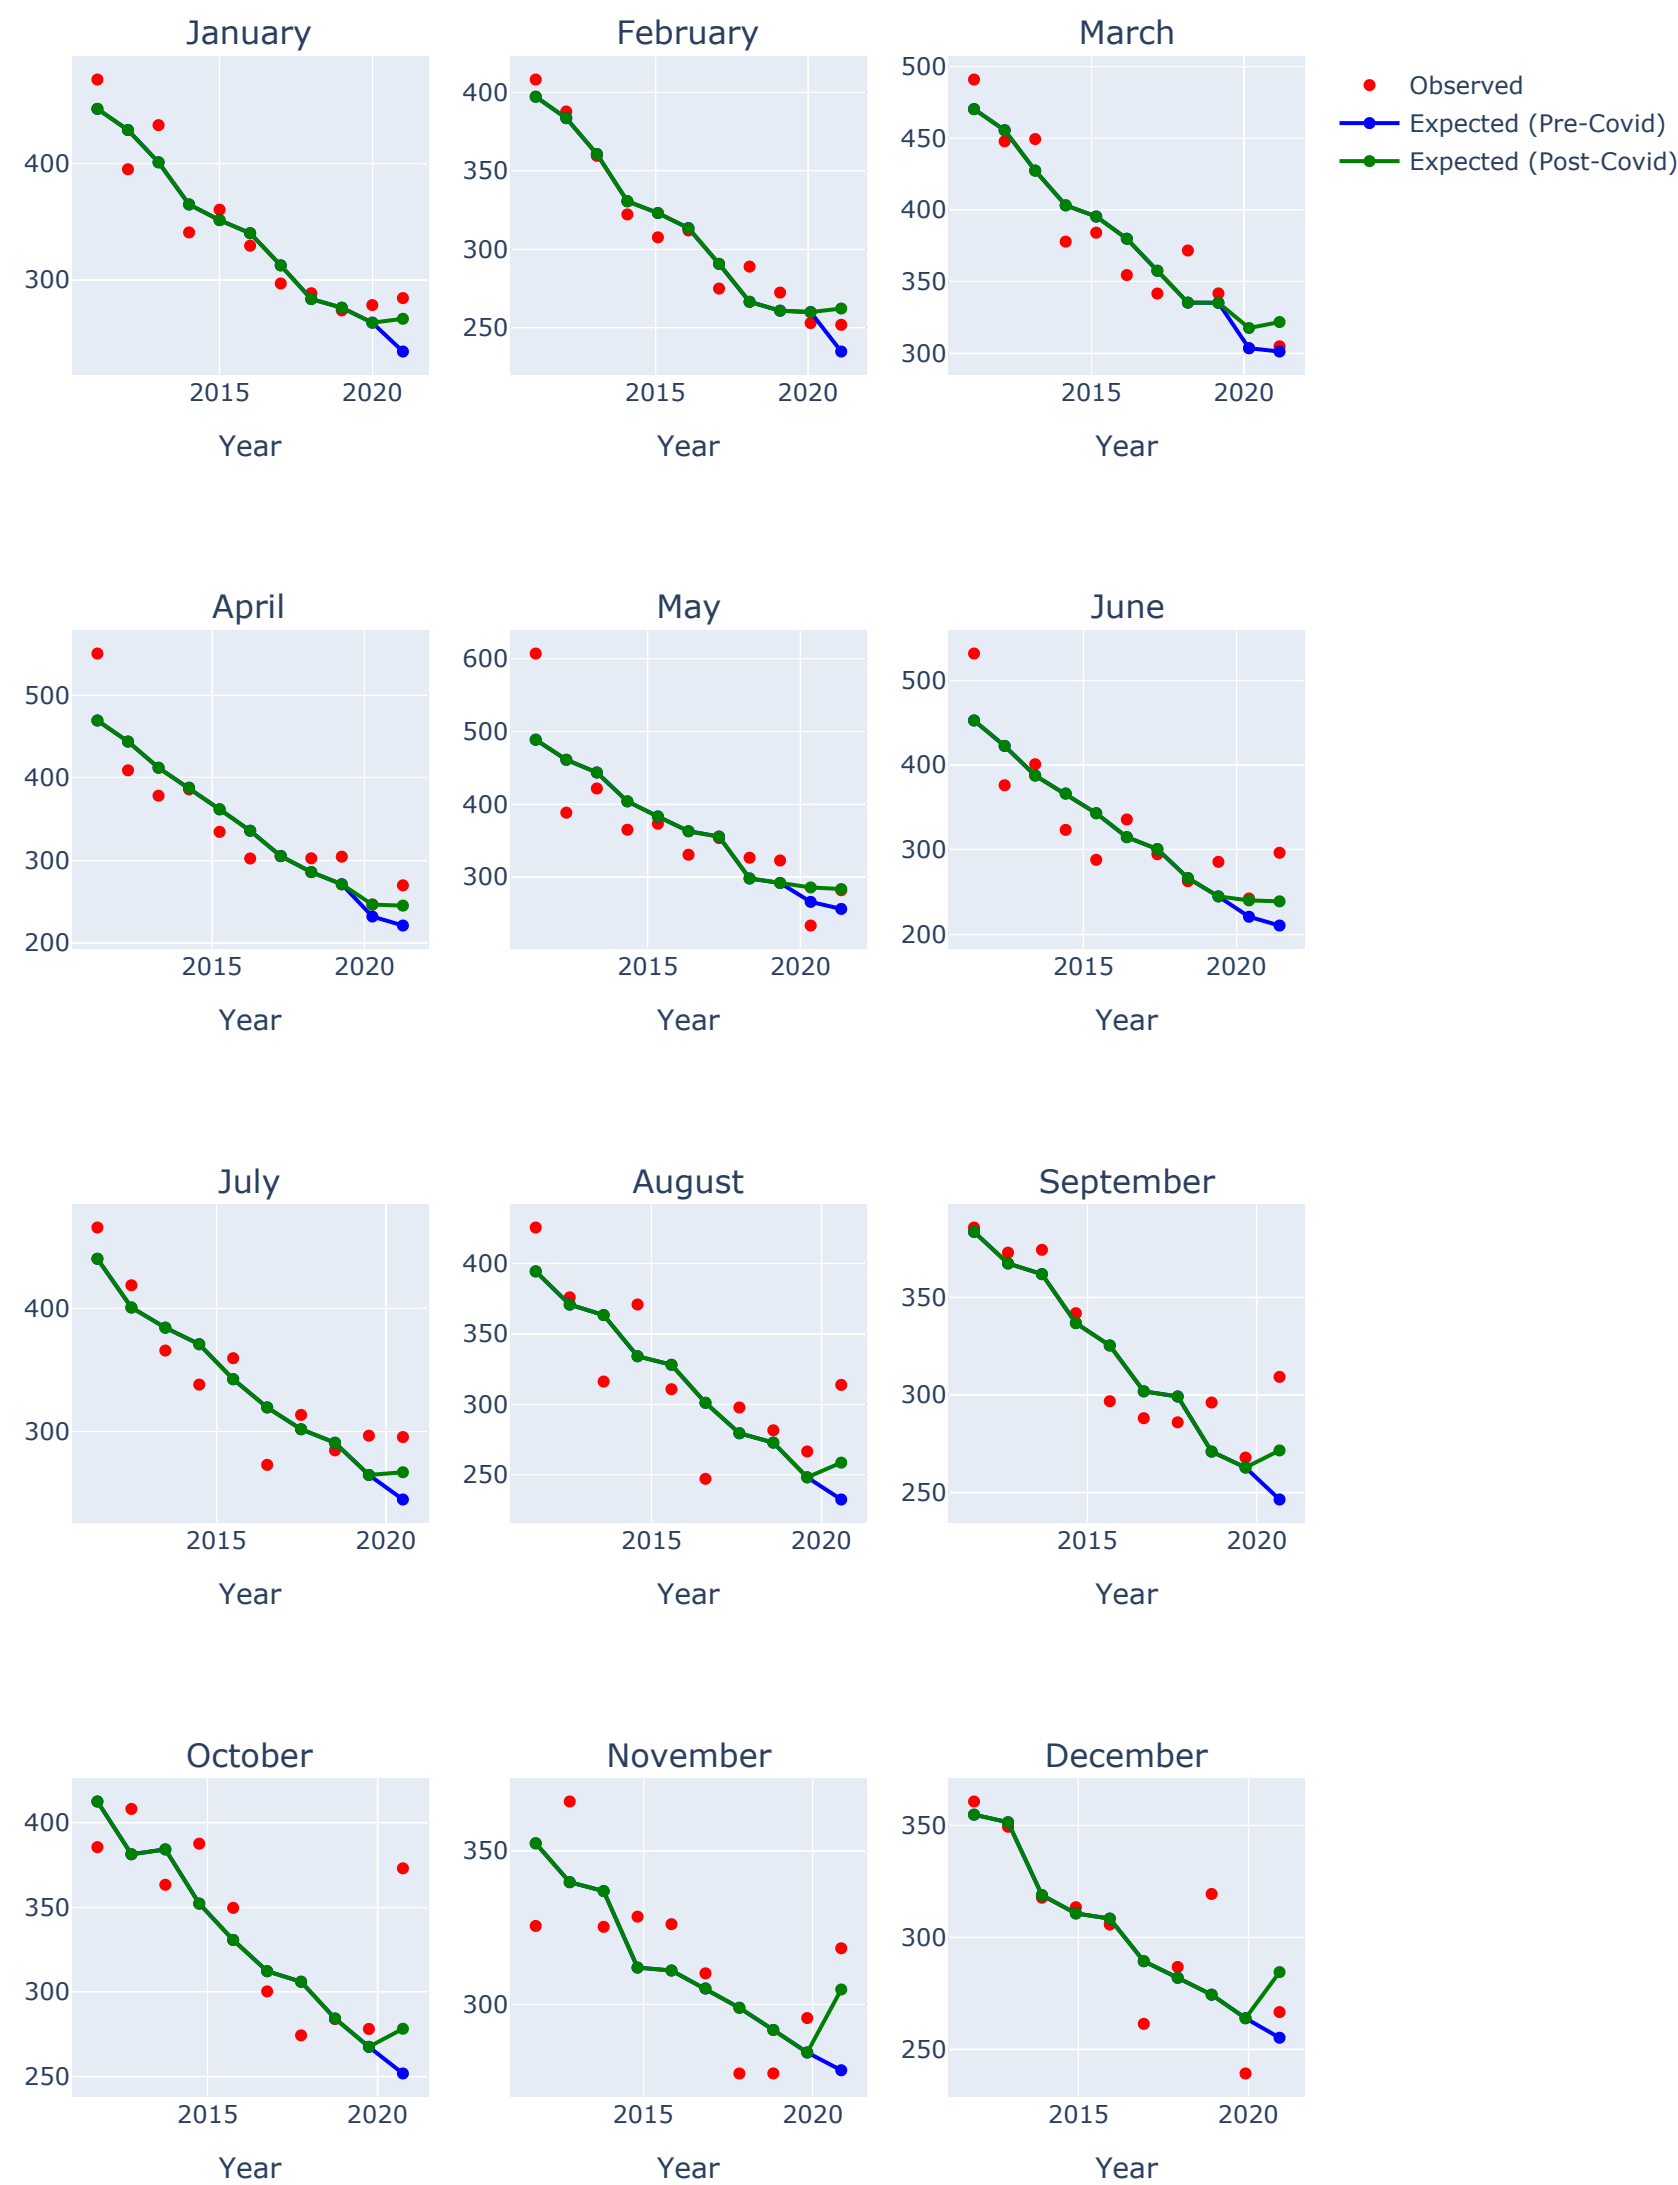 January
February
March
400
300
2015
2020
Year
400
350
300
250
2015
2020
Year
500
450
400
350
300
2015
2020
Year
Observed
Expected (Pre-Covid)
Expected (Post-Covid)
April
May
June
500
400
300
200
2015
2020
Year
600
500
400
300
2015
2020
Year
500
400
300
200
2015
2020
Year
July
August
September
400
300
2015
2020
Year
400
350
300
250
2015
2020
Year
350
300
250
2015
2020
Year
October
November
December
400
350
300
250
2015
2020
Year
350
300
2015
2020
Year
350
300
250
2015
2020
Year